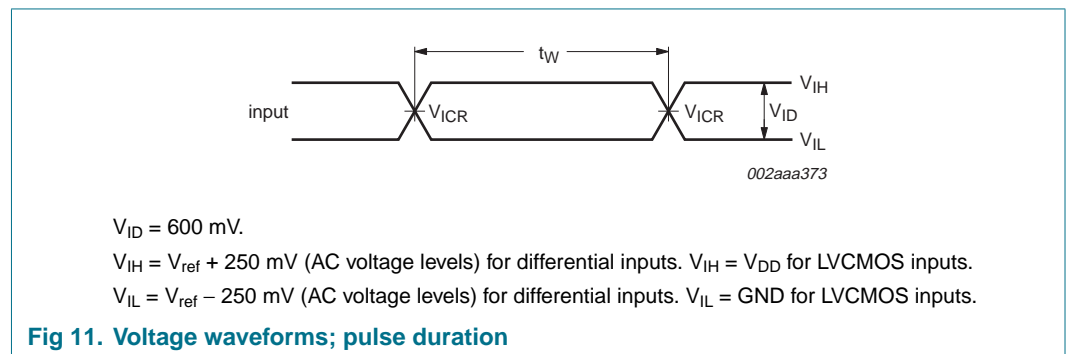 tW
VIH
input
VICR
VICR
VID
VIL
002aaa373
VID = 600 mV.
VIH = Vref + 250 mV (AC voltage levels) for differential inputs. VIH = VDD for LVCMOS inputs.
VIL = Vref − 250 mV (AC voltage levels) for differential inputs. VIL = GND for LVCMOS inputs.
Fig 11. Voltage waveforms; pulse duration